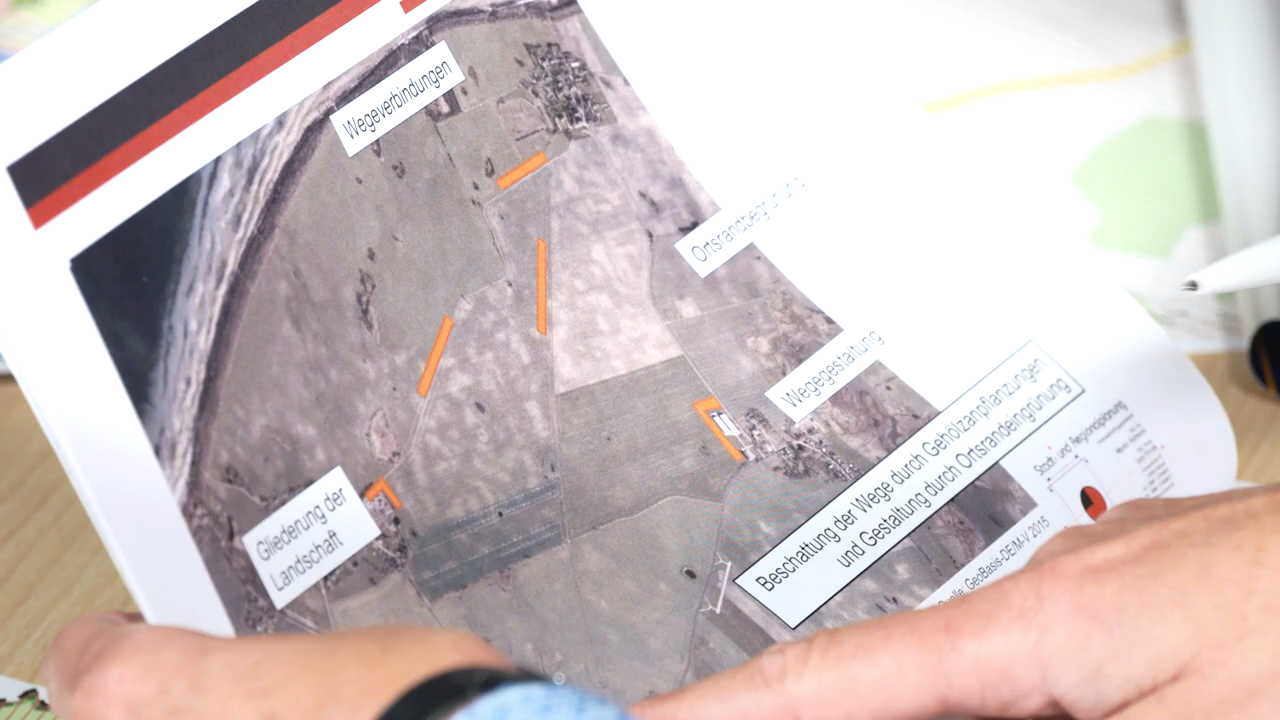 Wegeverbindungen
Ortsrandbegrünung
Wegegestaltung
Gliederung der
Landschaft
Beschattung der Wege durch Gehölzanpflanzungen
und Gestaltung durch Ortsrandeingrünung
Stadt- und Regionalplanung
Quelle: GeoBasis-DE/M-V 2015